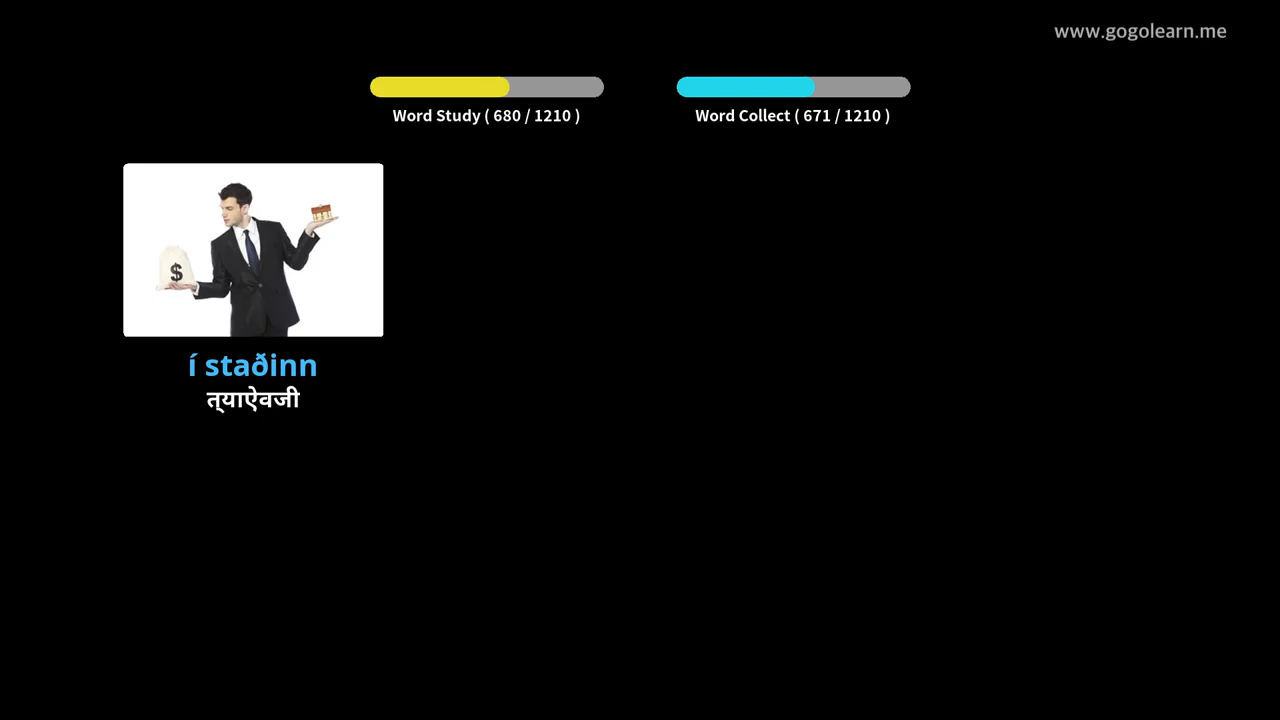 www.gogolearn.me
Word Study ( 680 / 1210 )
Word Collect ( 671 / 1210 )
$
í staðinn
त्याऐवजी